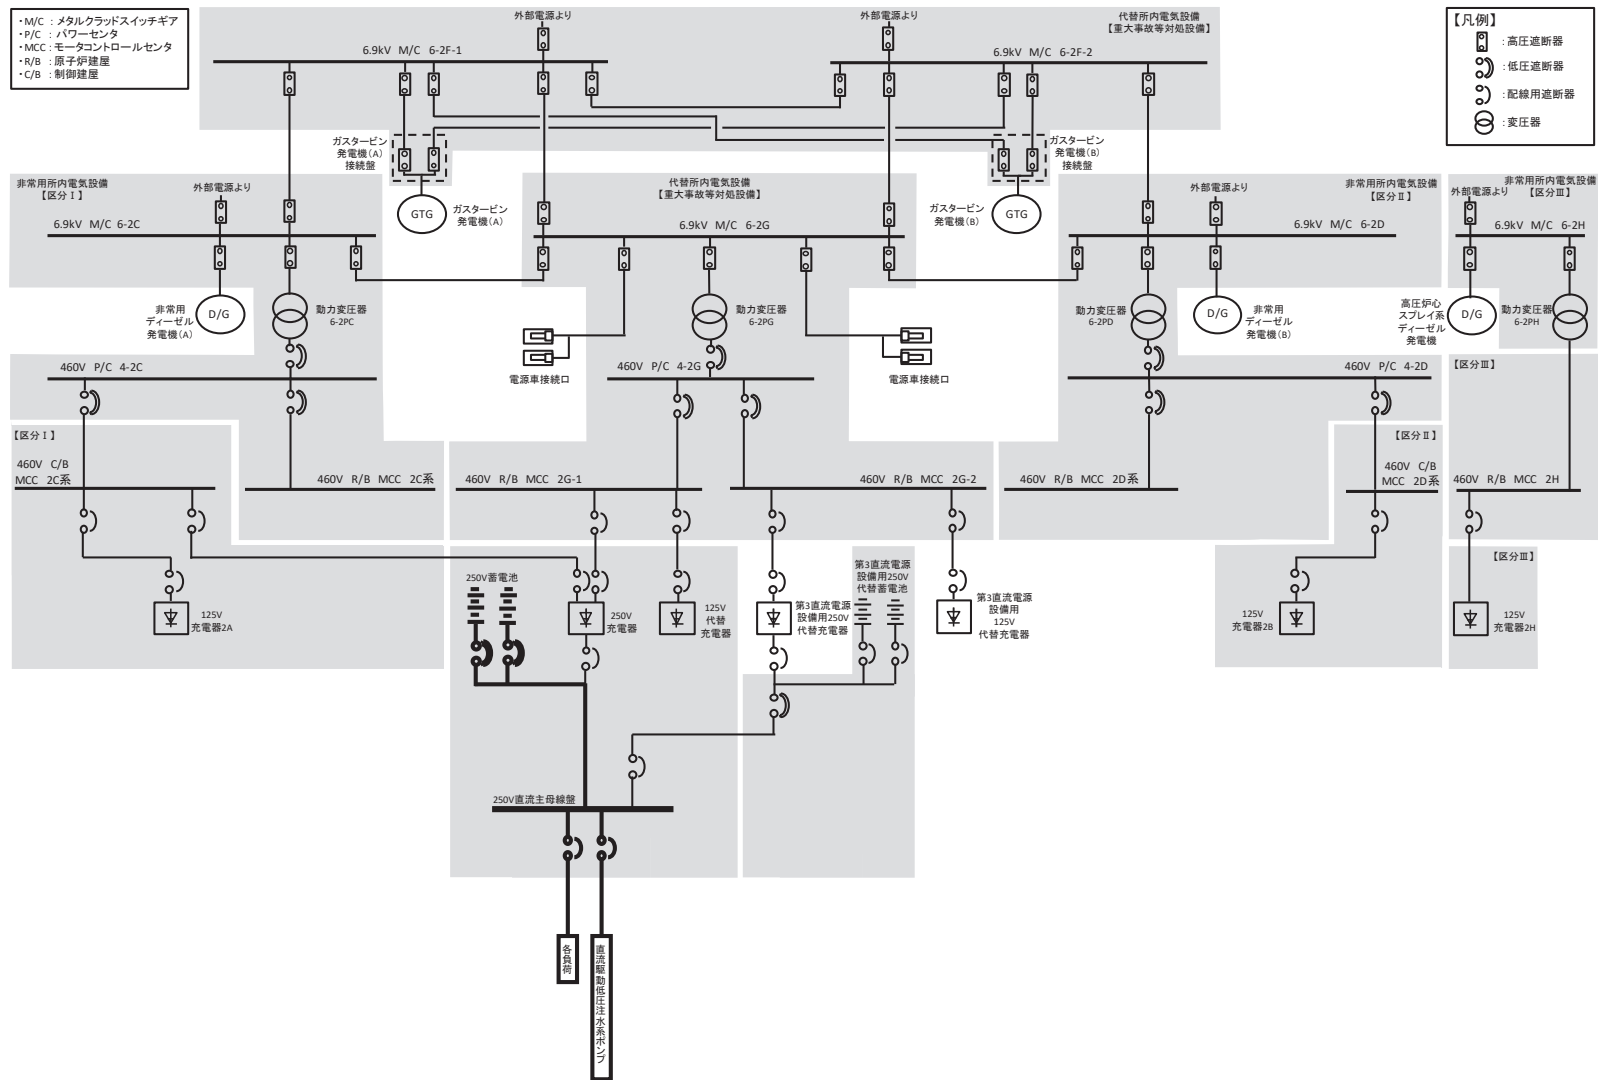 ・M/C : メタルクラッドスイッチギア
・P/C : パワーセンタ
・MCC : モータコントロールセンタ
・R/B : 原子炉建屋
・C/B : 制御建屋
外部電源より
外部電源より
代替所内電気設備
【重大事故等対処設備】
6.9kV M/C 6-2F-1
6.9kV M/C 6-2F-2
【凡例】
: 高圧遮断器
: 低圧遮断器
: 配線用遮断器
: 変圧器
ガスタービン
発電機(A)
接続盤
ガスタービン
発電機(B)
接続盤
非常用所内電気設備
【区分Ⅰ】
外部電源より
6.9kV M/C 6-2C
GTG
ガスタービン
発電機(A)
代替所内電気設備
【重大事故等対処設備】
6.9kV M/C 6-2G
ガスタービン
発電機(B)
GTG
外部電源より
非常用所内電気設備
【区分Ⅱ】
6.9kV M/C 6-2D
非常用所内電気設備
【区分Ⅲ】
外部電源より
6.9kV M/C 6-2H
非常用
ディーゼル
発電機(A)
D/G
動力変圧器
6-2PC
動力変圧器
6-2PG
動力変圧器
6-2PD
D/G
非常用
ディーゼル
発電機(B)
高圧炉心
スプレイ系
ディーゼル
発電機
D/G
動力変圧器
6-2PH
460V P/C 4-2C
電源車接続口
460V P/C 4-2G
電源車接続口
460V P/C 4-2D
【区分Ⅲ】
【区分Ⅰ】
460V C/B
MCC 2C系
460V R/B MCC 2C系
460V R/B MCC 2G-1
460V R/B MCC 2G-2
460V R/B MCC 2D系
【区分Ⅱ】
460V C/B
MCC 2D系
460V R/B MCC 2H
125V
充電器2A
250V蓄電池
250V
充電器
125V
代替
充電器
第3直流電源
設備用250V
代替充電器
第3直流電源
設備用250V
代替蓄電池
第3直流電源
設備用
125V
代替充電器
125V
充電器2B
【区分Ⅲ】
125V
充電器2H
250V直流主母線盤
各負荷
直流駆動低圧注水系ポンプ